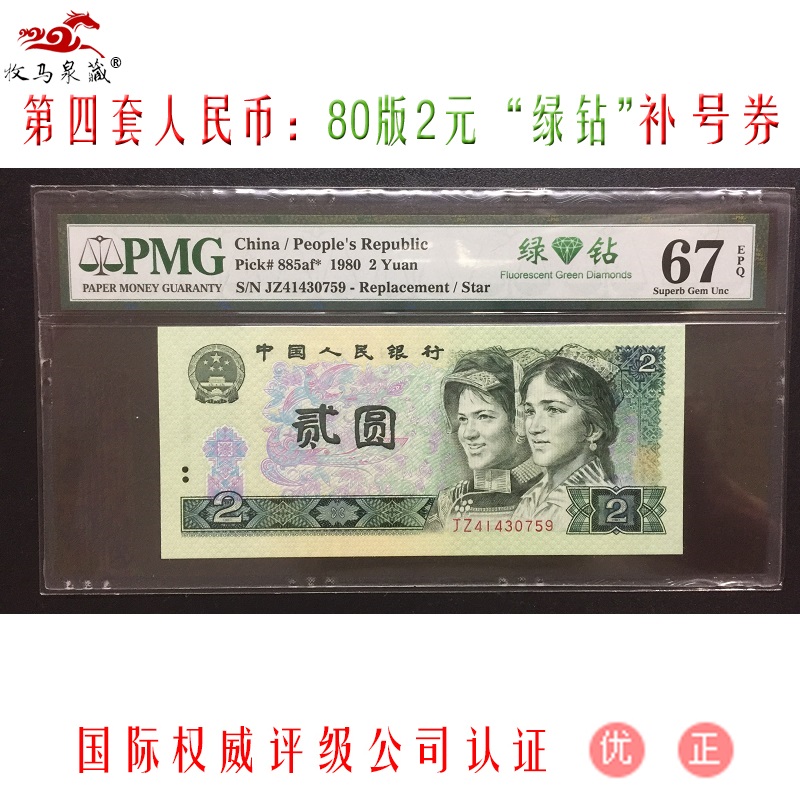 牧马泉藏®
第四套人民币：80版2元“绿钻”补号券
PMG
PAPER MONEY GUARANTY
China / People's Republic
Pick# 885af* 1980 2 Yuan
S/N JZ41430759 - Replacement / Star
绿钻
Fluorescent Green Diamonds
67
EPQ
Superb Gem Unc
中国人民银行
贰圆
2
2
JZ41430759
2
国际权威评级公司认证 优 正